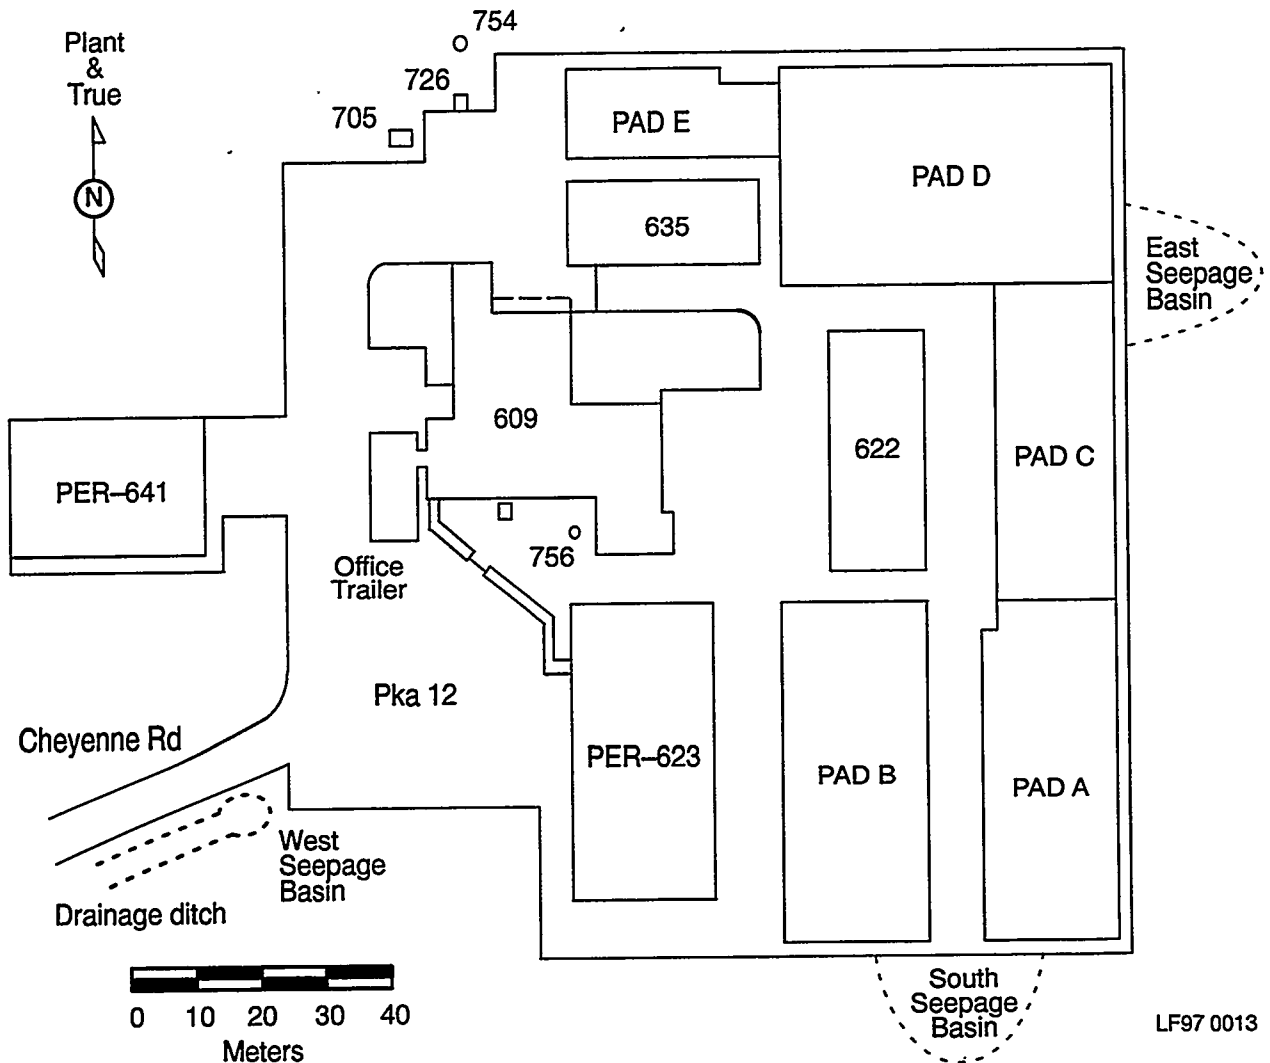 754
Plant
&
True
726
705
PAD E
PAD D
N
635
East
Seepage
Basin
609
622
PAD C
PER-641
756
Office
Trailer
Pka 12
Cheyenne Rd
PER-623
PAD B
PAD A
West
Seepage
Basin
Drainage ditch
South
Seepage
Basin
0 10 20 30 40
Meters
LF97 0013